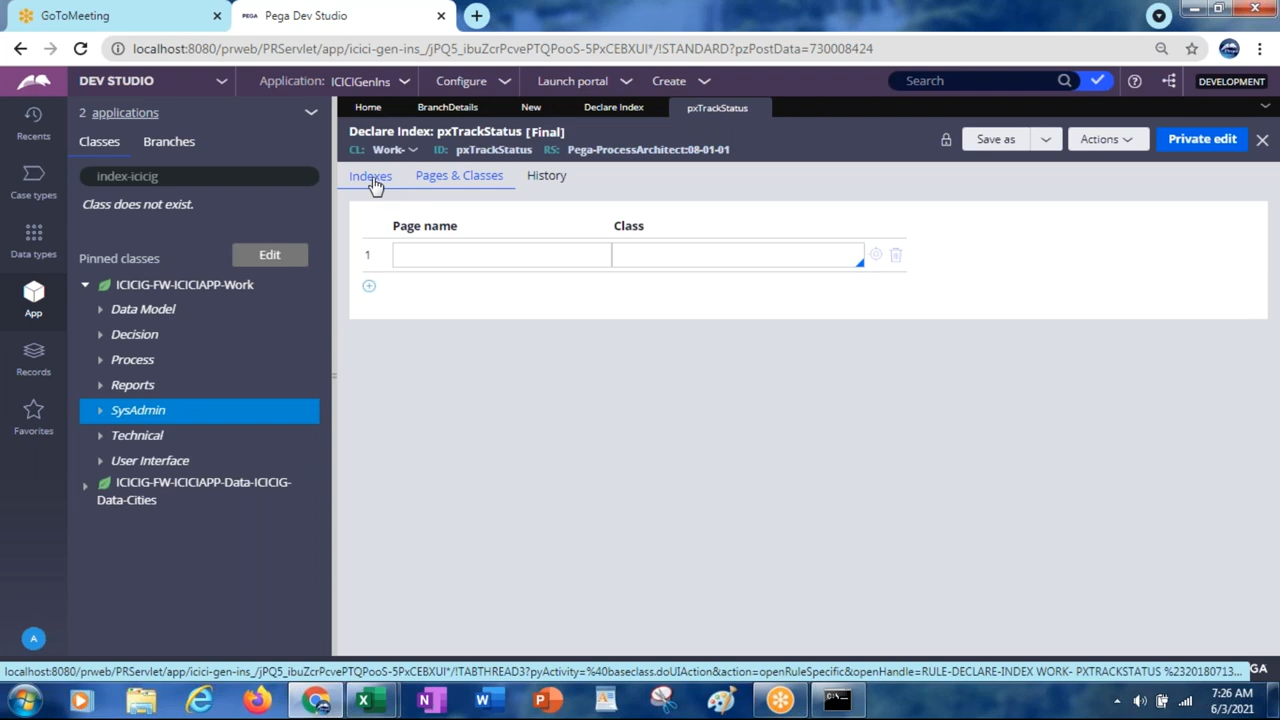 GoToMeeting
PEGA Pega Dev Studio
localhost:8080/prweb/PRServlet/app/icici-gen-ins_/jPQ5_ibuZcrPcvePTQPooS-5PxCEBXUI*/!STANDARD?pzPostData=730008424
DEV STUDIO
Application: ICICIGenIns
Configure
Launch portal
Create
Search
DEVELOPMENT
Recents
Case types
Data types
App
Records
Favorites
A
2 applications
Classes Branches
index-icicig
Class does not exist.
Pinned classes Edit
ICICIG-FW-ICICIAPP-Work
Data Model
Decision
Process
Reports
SysAdmin
Technical
User Interface
ICICIG-FW-ICICIAPP-Data-ICICIG-
Data-Cities
Home BranchDetails New Declare Index pxTrackStatus
Declare Index: pxTrackStatus [Final]
CL: Work- ID: pxTrackStatus RS: Pega-ProcessArchitect:08-01-01
Save as Actions Private edit
Indexes Pages & Classes History
Page name Class
1
localhost:8080/prweb/PRServlet/app/icici-gen-ins_/jPQ5_ibuZcrPcvePTQPooS-5PxCEBXUI*/!TABTHREAD3?pyActivity=%40baseclass.doUIAction&action=openRuleSpecific&openHandle=RULE-DECLARE-INDEX WORK- PXTRACKSTATUS %2320180713...
GA
7:26 AM
6/3/2021